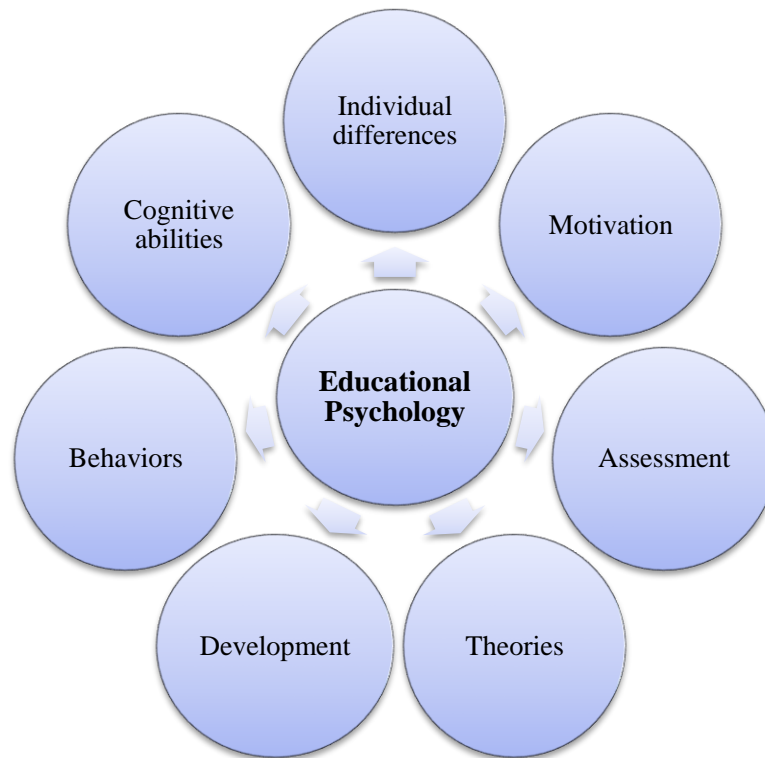 Individual
differences
Cognitive
abilities
Motivation
Educational
Psychology
Behaviors
Assessment
Development
Theories